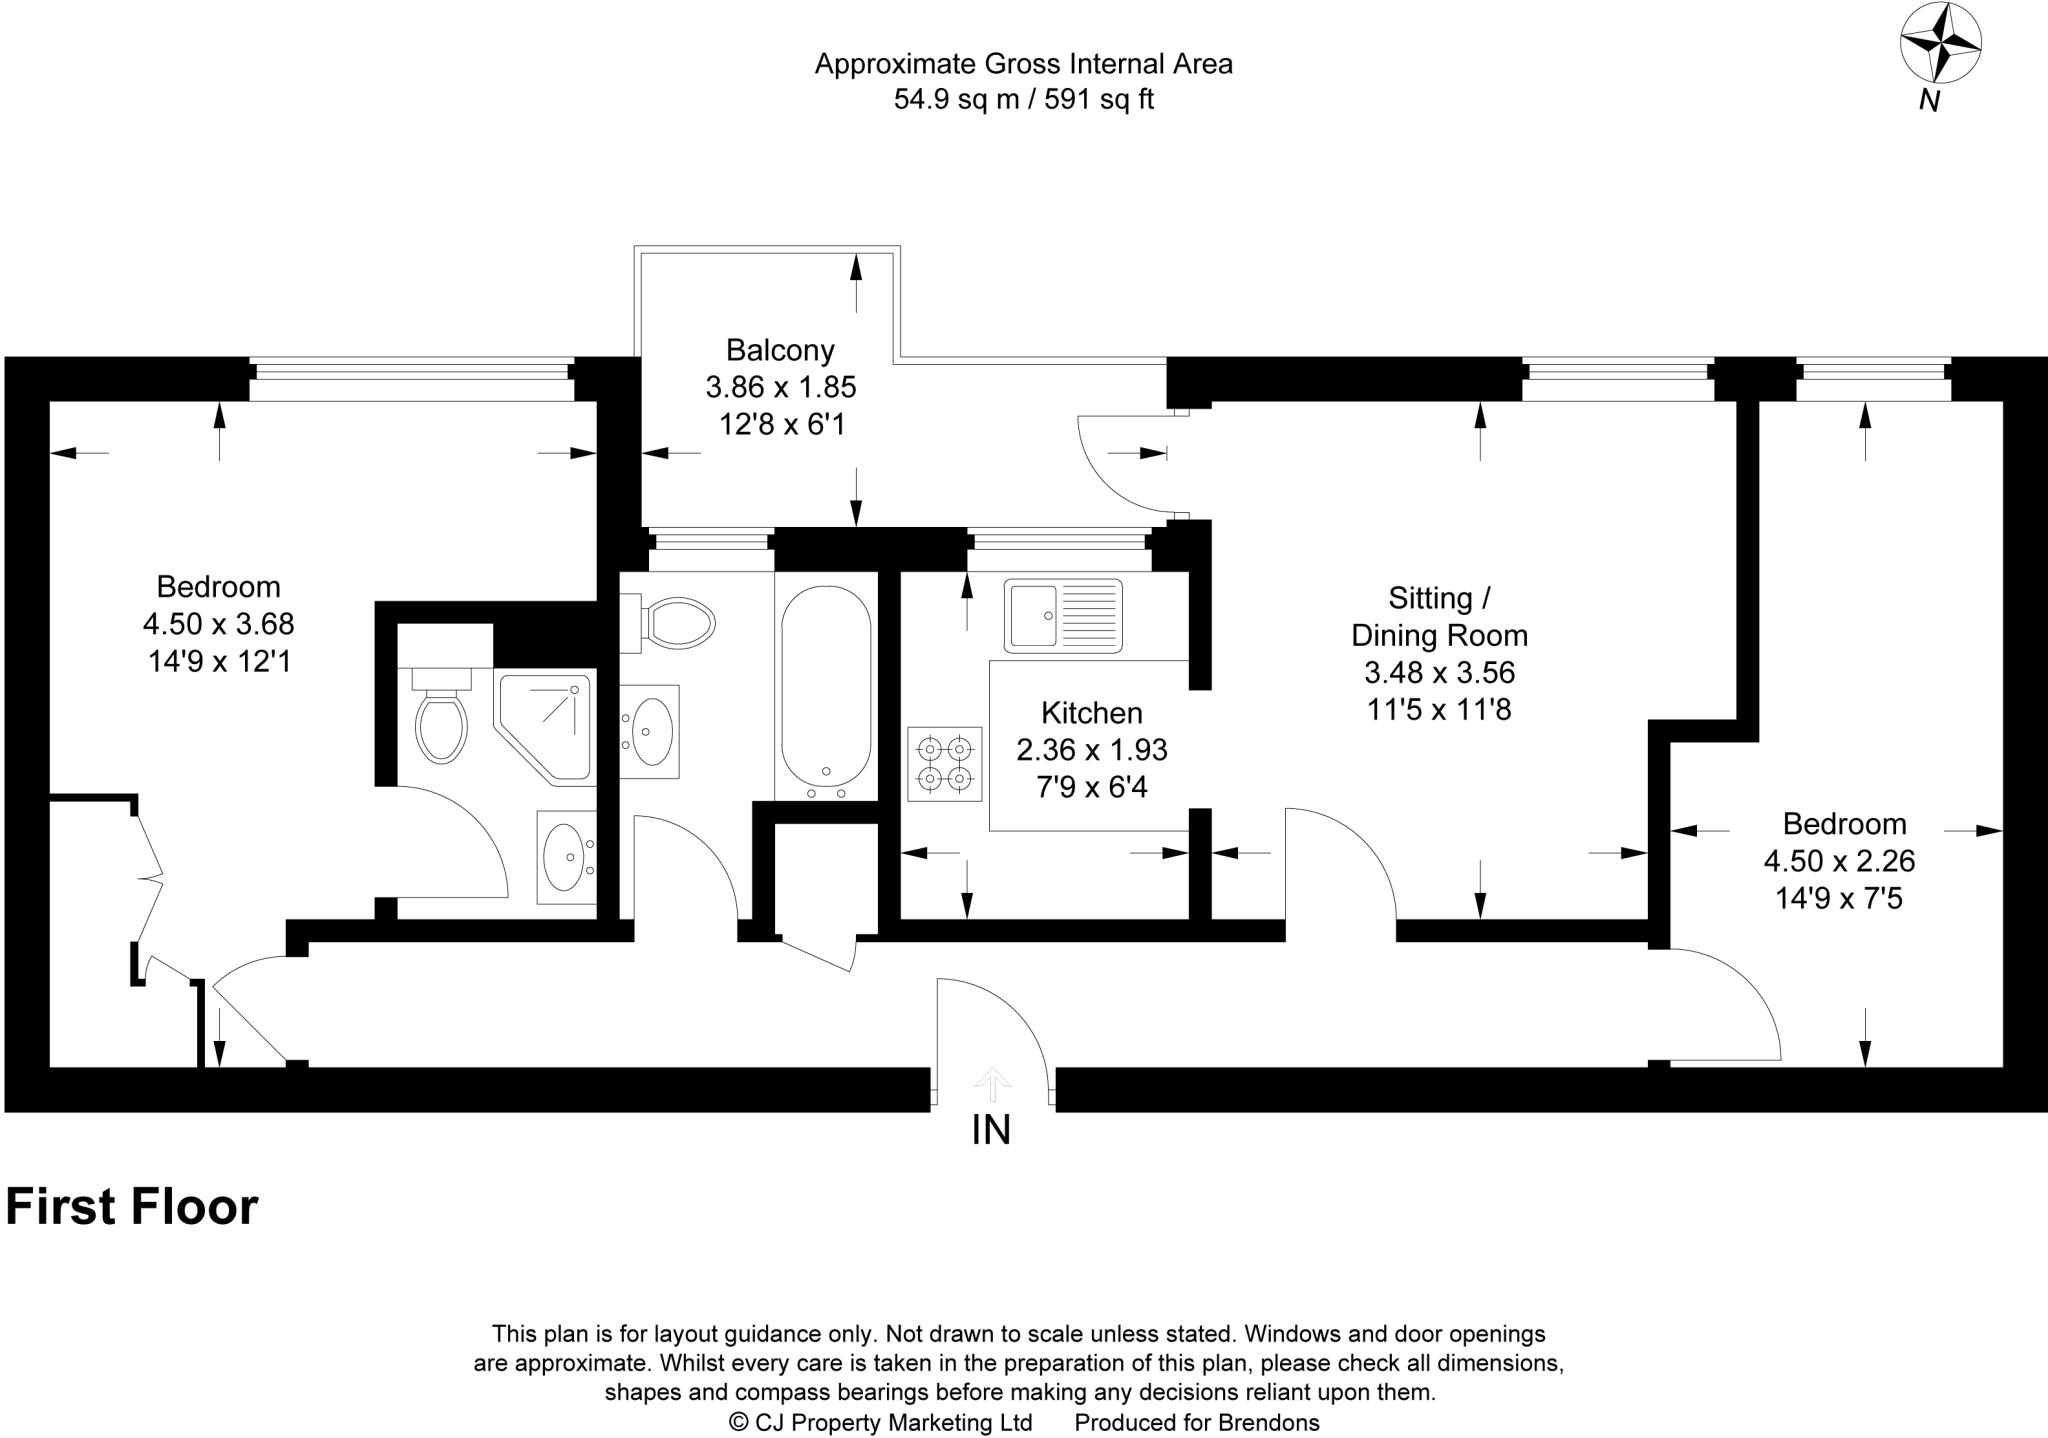 Approximate Gross Internal Area
54.9 sq m / 591 sq ft
N
Balcony
3.86 x 1.85
12'8 x 6'1
Bedroom
4.50 x 3.68
14'9 x 12'1
Sitting /
Dining Room
3.48 x 3.56
11'5 x 11'8
Kitchen
2.36 x 1.93
7'9 x 6'4
Bedroom
4.50 x 2.26
14'9 x 7'5
IN
First Floor
This plan is for layout guidance only. Not drawn to scale unless stated. Windows and door openings
are approximate. Whilst every care is taken in the preparation of this plan, please check all dimensions,
shapes and compass bearings before making any decisions reliant upon them.
© CJ Property Marketing Ltd Produced for Brendons